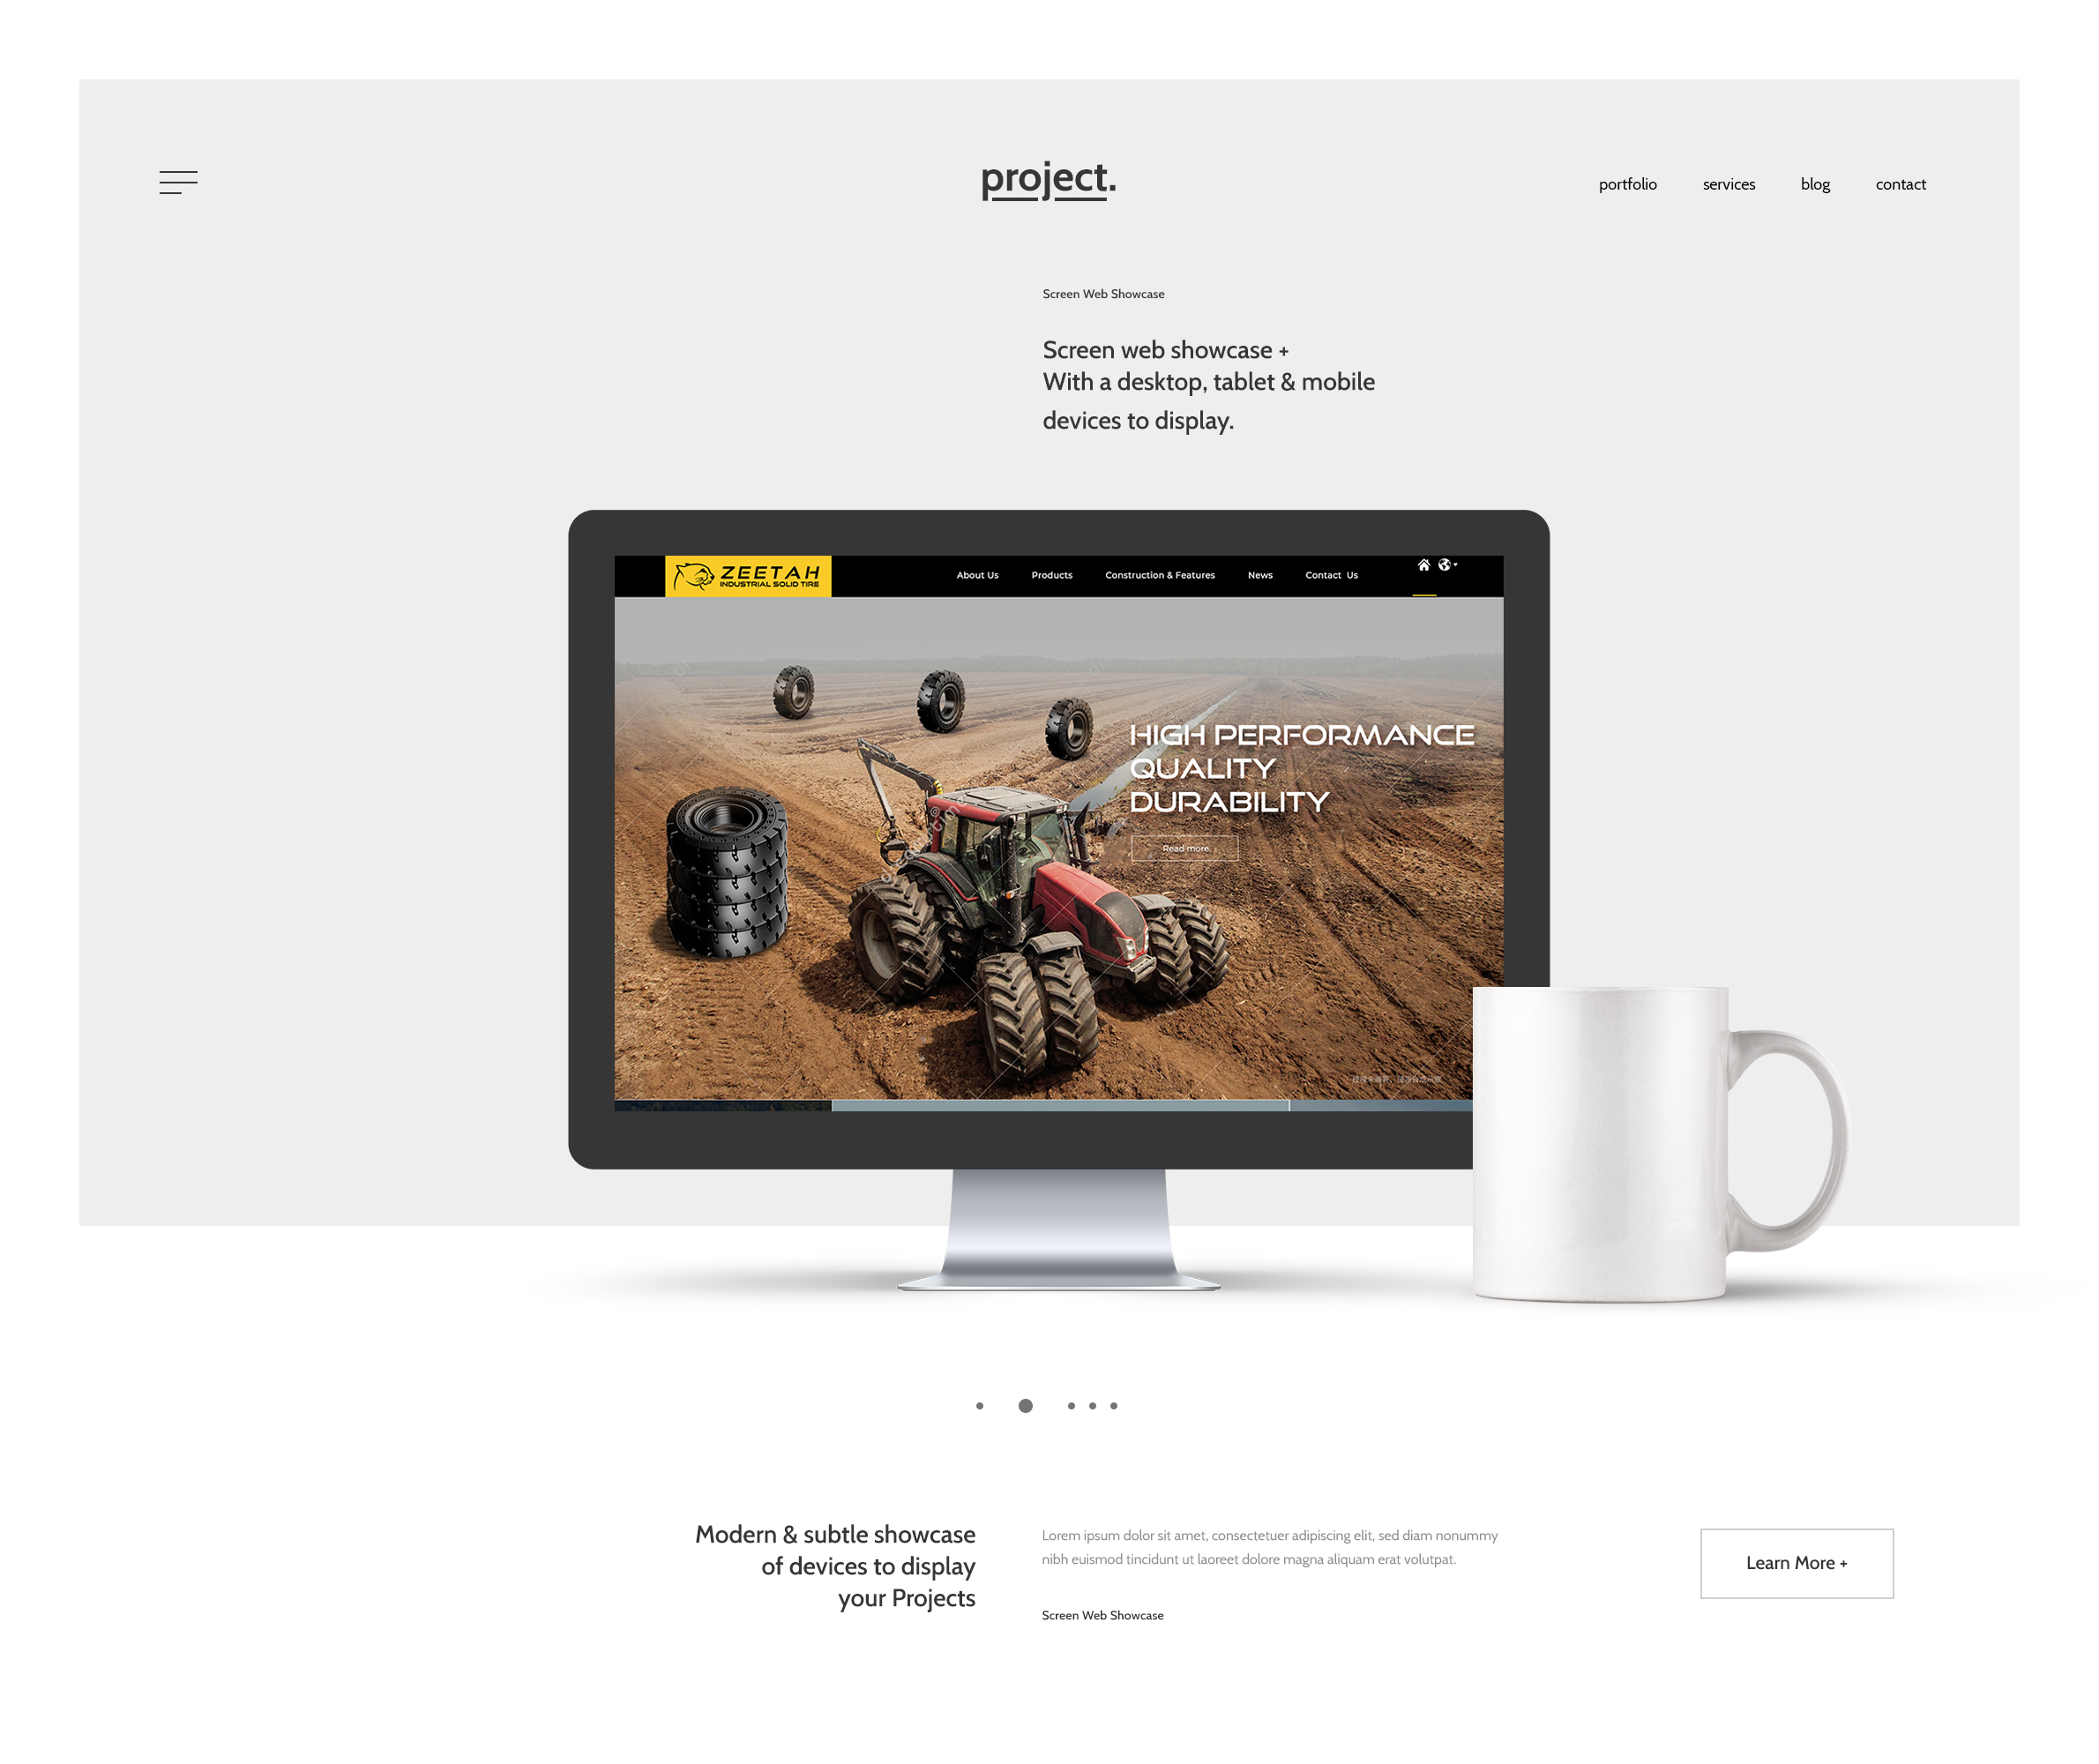 project.
portfolio services blog contact
Screen Web Showcase
Screen web showcase +
With a desktop, tablet & mobile
devices to display.
ZEETAH
INDUSTRIAL SOLID TIRE
About Us Products Construction & Features News Contact Us
HIGH PERFORMANCE
QUALITY
DURABILITY
Read more.
Modern & subtle showcase
of devices to display
your Projects
Lorem ipsum dolor sit amet, consectetuer adipiscing elit, sed diam nonummy
nibh euismod tincidunt ut laoreet dolore magna aliquam erat volutpat.
Screen Web Showcase
Learn More +